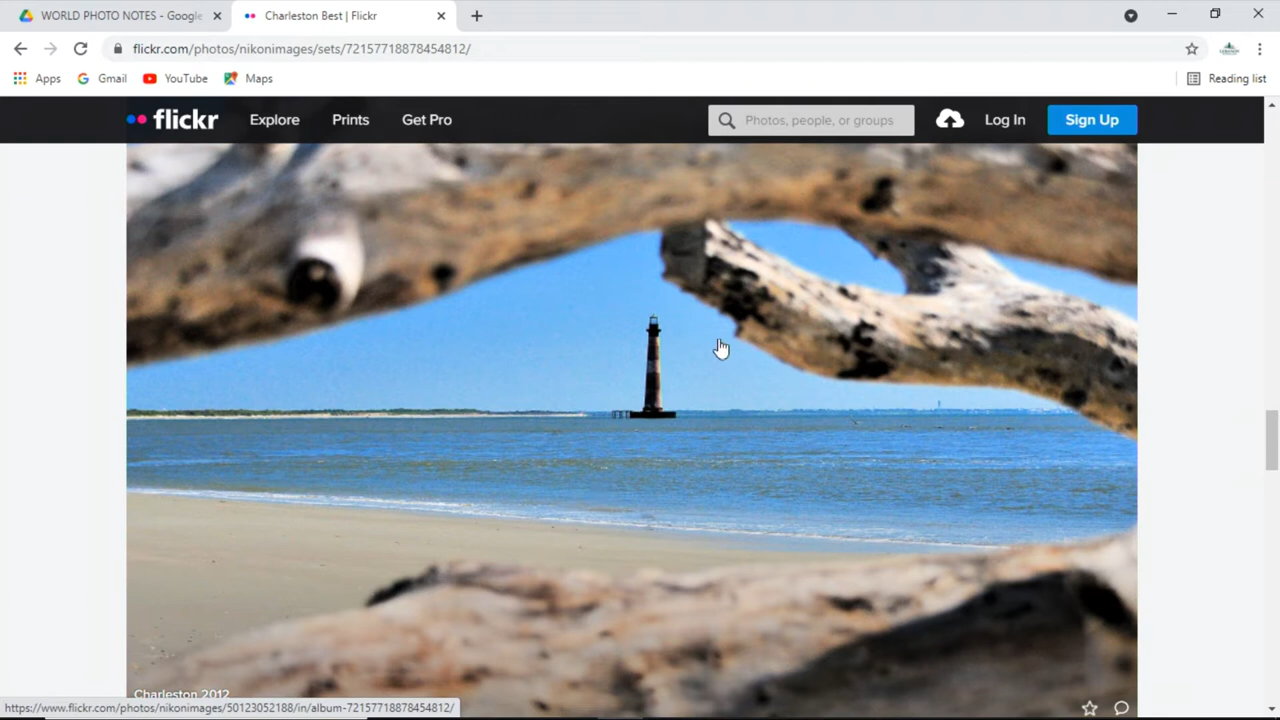 WORLD PHOTO NOTES - Google
Charleston Best | Flickr
flickr.com/photos/nikonimages/sets/72157718878454812/
Apps
Gmail
YouTube
Maps
Reading list
flickr
Explore
Prints
Get Pro
Photos, people, or groups
Log In
Sign Up
Charleston 2012
https://www.flickr.com/photos/nikonimages/50123052188/in/album-72157718878454812/